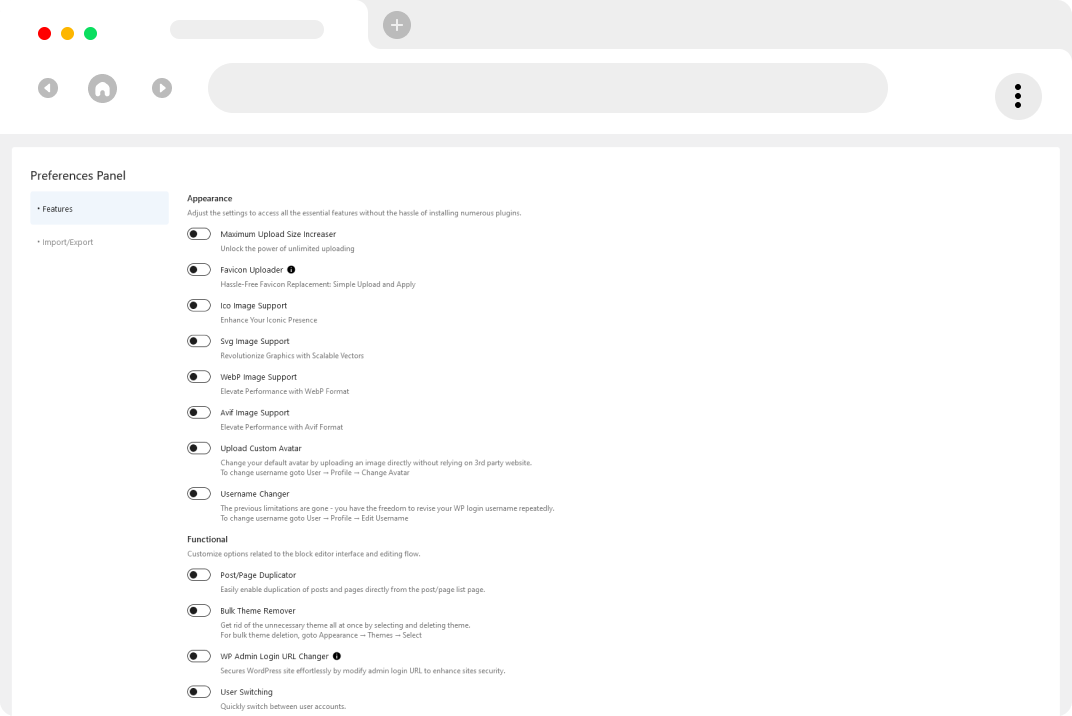 Preferences Panel
• Features
• Import/Export
Appearance
Adjust the settings to access all the essential features without the hassle of installing numerous plugins.
Maximum Upload Size Increaser
Unlock the power of unlimited uploading
Favicon Uploader
Hassle-Free Favicon Replacement: Simple Upload and Apply
Ico Image Support
Enhance Your Iconic Presence
Svg Image Support
Revolutionize Graphics with Scalable Vectors
WebP Image Support
Elevate Performance with WebP Format
Avif Image Support
Elevate Performance with Avif Format
Upload Custom Avatar
Change your default avatar by uploading an image directly without relying on 3rd party website.
To change username goto User → Profile → Change Avatar
Username Changer
The previous limitations are gone - you have the freedom to revise your WP login username repeatedly.
To change username goto User → Profile → Edit Username
Functional
Customize options related to the block editor interface and editing flow.
Post/Page Duplicator
Easily enable duplication of posts and pages directly from the post/page list page.
Bulk Theme Remover
Get rid of the unnecessary theme all at once by selecting and deleting theme.
For bulk theme deletion, goto Appearance → Themes → Select
WP Admin Login URL Changer
Secures WordPress site effortlessly by modify admin login URL to enhance sites security.
User Switching
Quickly switch between user accounts.